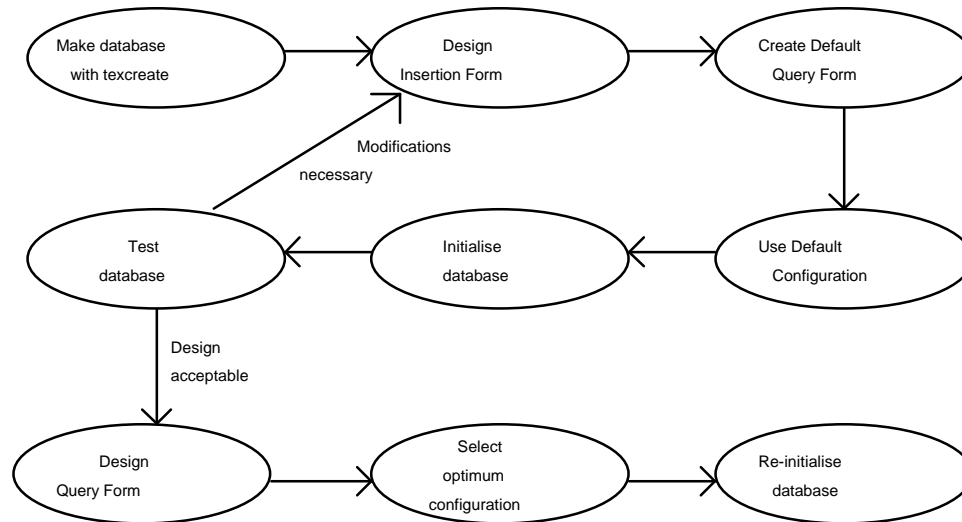 Make database
with texcreate
Design
Insertion Form
Create Default
Query Form
Modifications
necessary
Test
database
Initialise
database
Use Default
Configuration
Design
acceptable
Design
Query Form
Select
optimum
configuration
Re-initialise
database